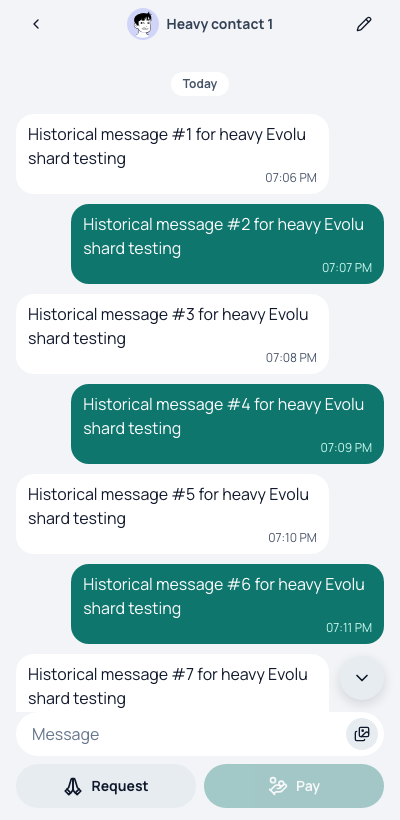 Heavy contact 1
Today
Historical message #1 for heavy Evolu
shard testing
07:06 PM
Historical message #2 for heavy Evolu
shard testing
07:07 PM
Historical message #3 for heavy Evolu
shard testing
07:08 PM
Historical message #4 for heavy Evolu
shard testing
07:09 PM
Historical message #5 for heavy Evolu
shard testing
07:10 PM
Historical message #6 for heavy Evolu
shard testing
07:11 PM
Historical message #7 for heavy Evolu
shard testing
Message
Request
Pay